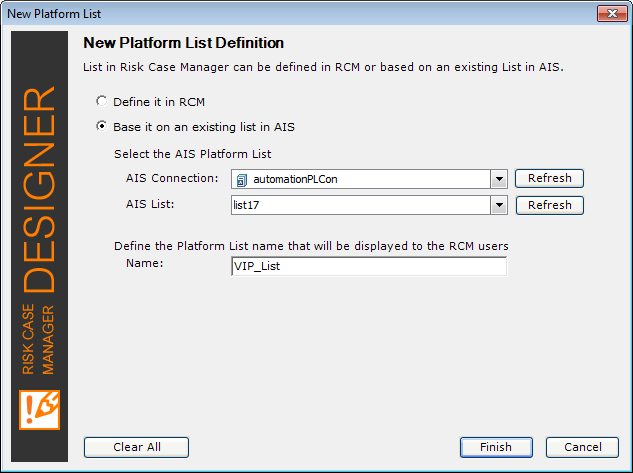 New Platform List
New Platform List Definition
List in Risk Case Manager can be defined in RCM or based on an existing List in AIS.
Define it in RCM
Base it on an existing list in AIS
Select the AIS Platform List
AIS Connection: automationPLCon Refresh
AIS List: list17 Refresh
Define the Platform List name that will be displayed to the RCM users
Name: VIP_List
RISK CASE
MANAGER
DESIGNER
Clear All Finish Cancel